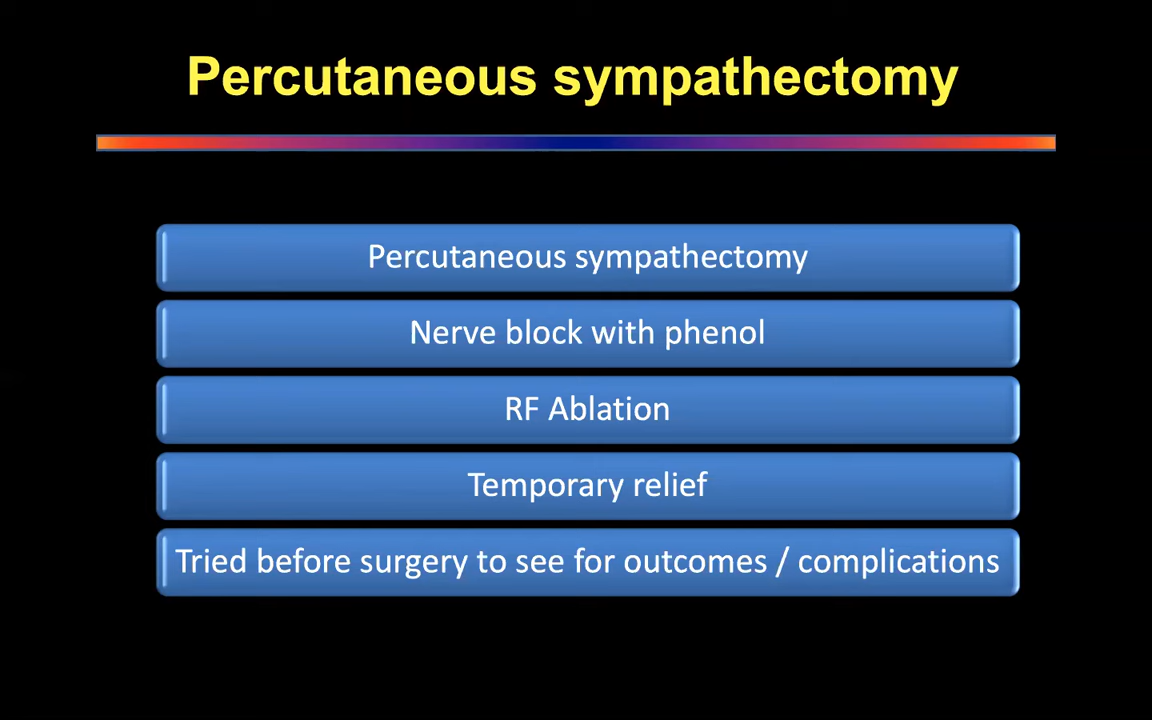 Percutaneous sympathectomy
Percutaneous sympathectomy
Nerve block with phenol
RF Ablation
Temporary relief
Tried before surgery to see for outcomes / complications